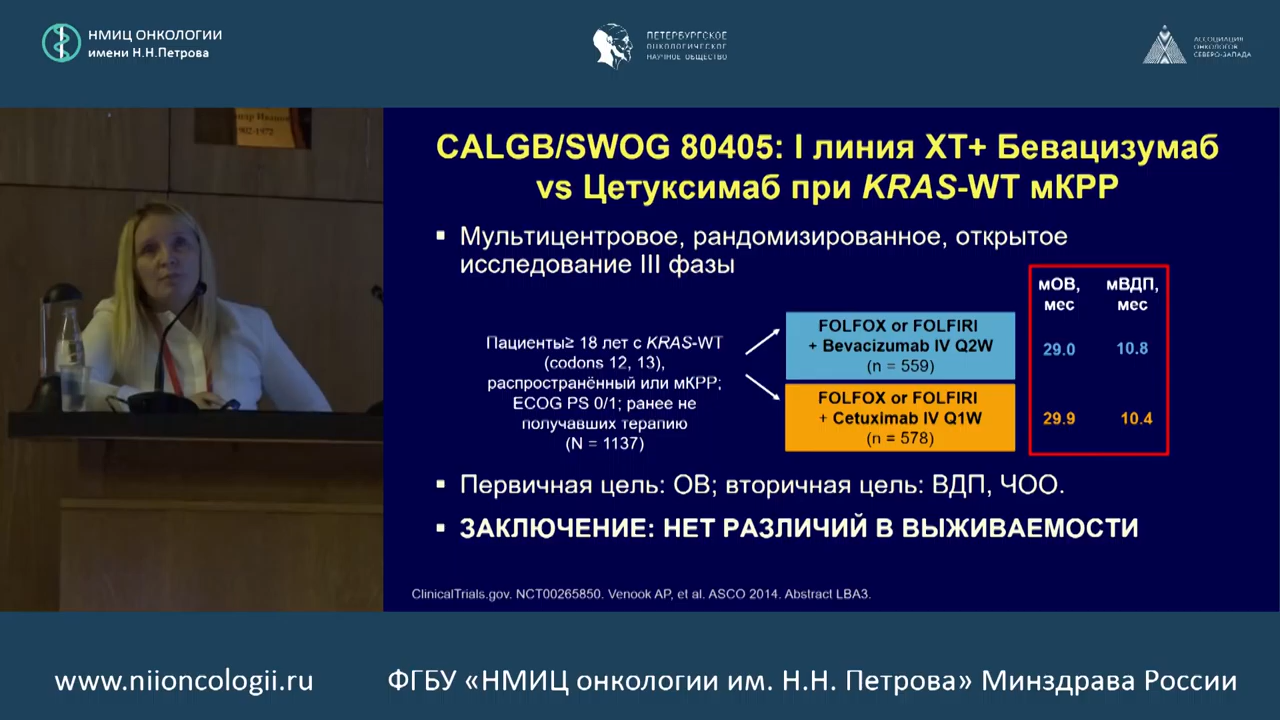 НМИЦ ОНКОЛОГИИ
имени Н.Н.Петрова
ПЕТЕРБУРГСКОЕ
ОНКОЛОГИЧЕСКОЕ
НАУЧНОЕ ОБЩЕСТВО
АССОЦИАЦИЯ
ОНКОЛОГОВ
СЕВЕРО-ЗАПАДА
1902-1975
CALGB/SWOG 80405: I линия ХТ+ Бевацизумаб
vs Цетуксимаб при KRAS-WT мКРР
▪ Мультицентровое, рандомизированное, открытое
исследование III фазы
Пациенты≥ 18 лет с KRAS-WT
(codons 12, 13),
распространённый или мКРР;
ECOG PS 0/1; ранее не
получавших терапию
(N = 1137)
FOLFOX or FOLFIRI
+ Bevacizumab IV Q2W
(n = 559)
FOLFOX or FOLFIRI
+ Cetuximab IV Q1W
(n = 578)
мОВ, мВДП,
мес мес
29.0 10.8
29.9 10.4
▪ Первичная цель: ОВ; вторичная цель: ВДП, ЧОО.
▪ ЗАКЛЮЧЕНИЕ: НЕТ РАЗЛИЧИЙ В ВЫЖИВАЕМОСТИ
ClinicalTrials.gov. NCT00265850. Venook AP, et al. ASCO 2014. Abstract LBA3.
www.niioncologii.ru ФГБУ «НМИЦ онкологии им. Н.Н. Петрова» Минздрава России